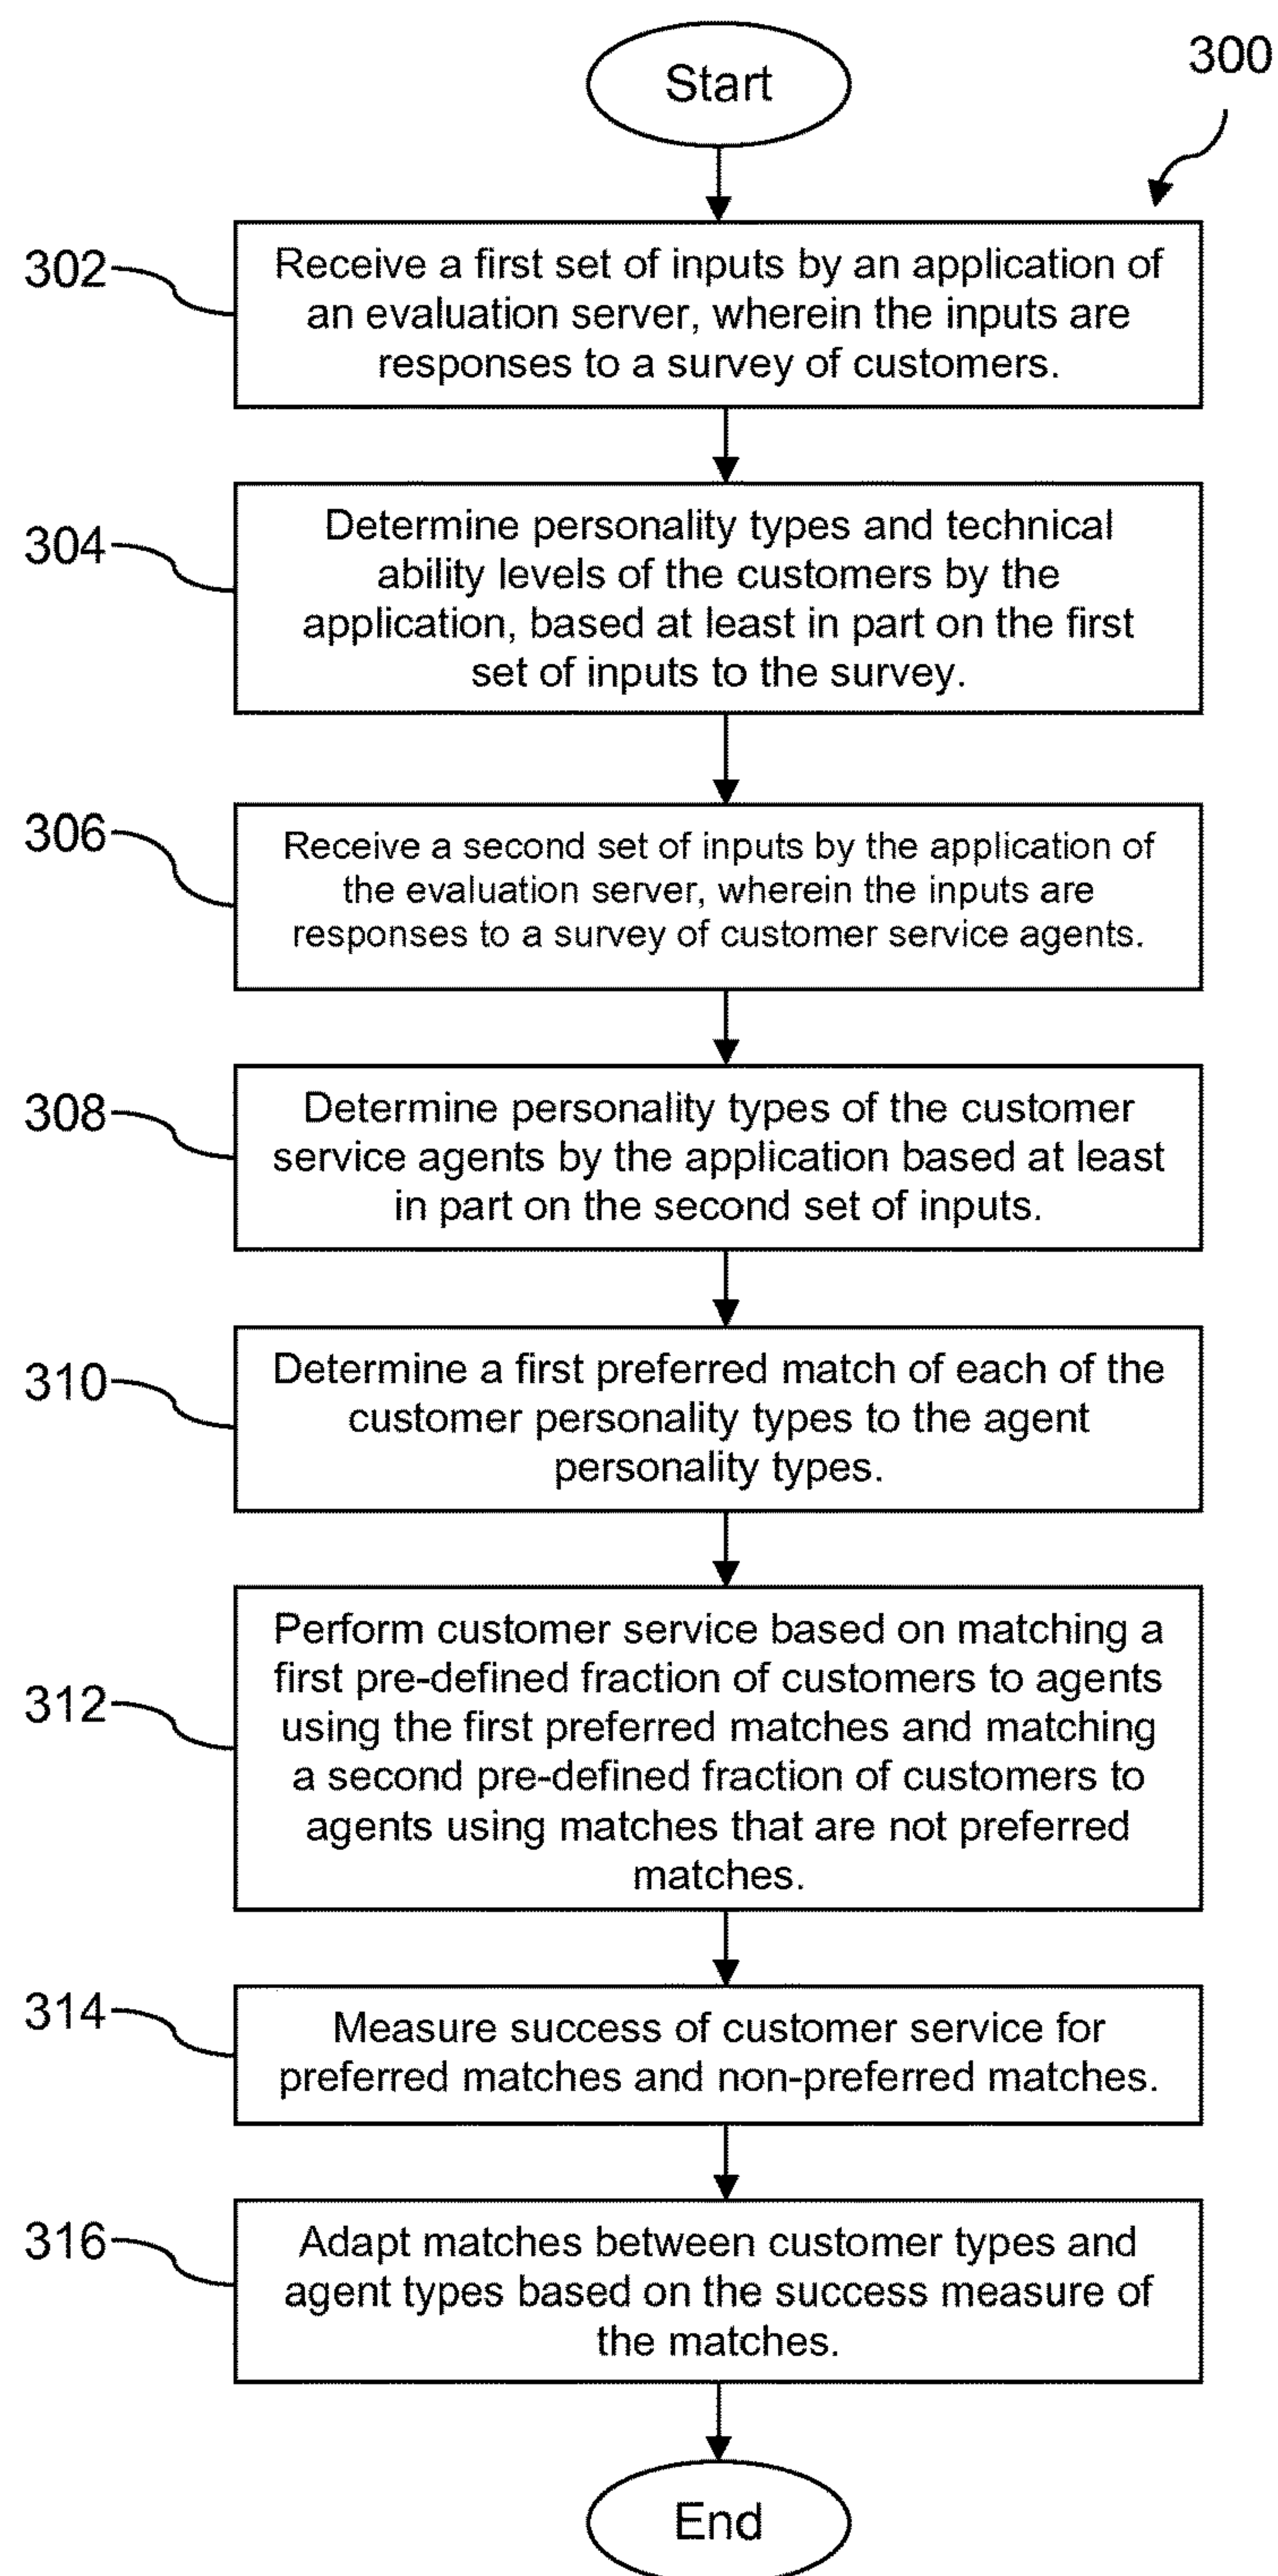 Start
300
302
Receive a first set of inputs by an application of
an evaluation server, wherein the inputs are
responses to a survey of customers.
304
Determine personality types and technical
ability levels of the customers by the
application, based at least in part on the first
set of inputs to the survey.
306
Receive a second set of inputs by the application of
the evaluation server, wherein the inputs are
responses to a survey of customer service agents.
308
Determine personality types of the customer
service agents by the application based at least
in part on the second set of inputs.
310
Determine a first preferred match of each of the
customer personality types to the agent
personality types.
312
Perform customer service based on matching a
first pre-defined fraction of customers to agents
using the first preferred matches and matching
a second pre-defined fraction of customers to
agents using matches that are not preferred
matches.
314
Measure success of customer service for
preferred matches and non-preferred matches.
316
Adapt matches between customer types and
agent types based on the success measure of
the matches.
End